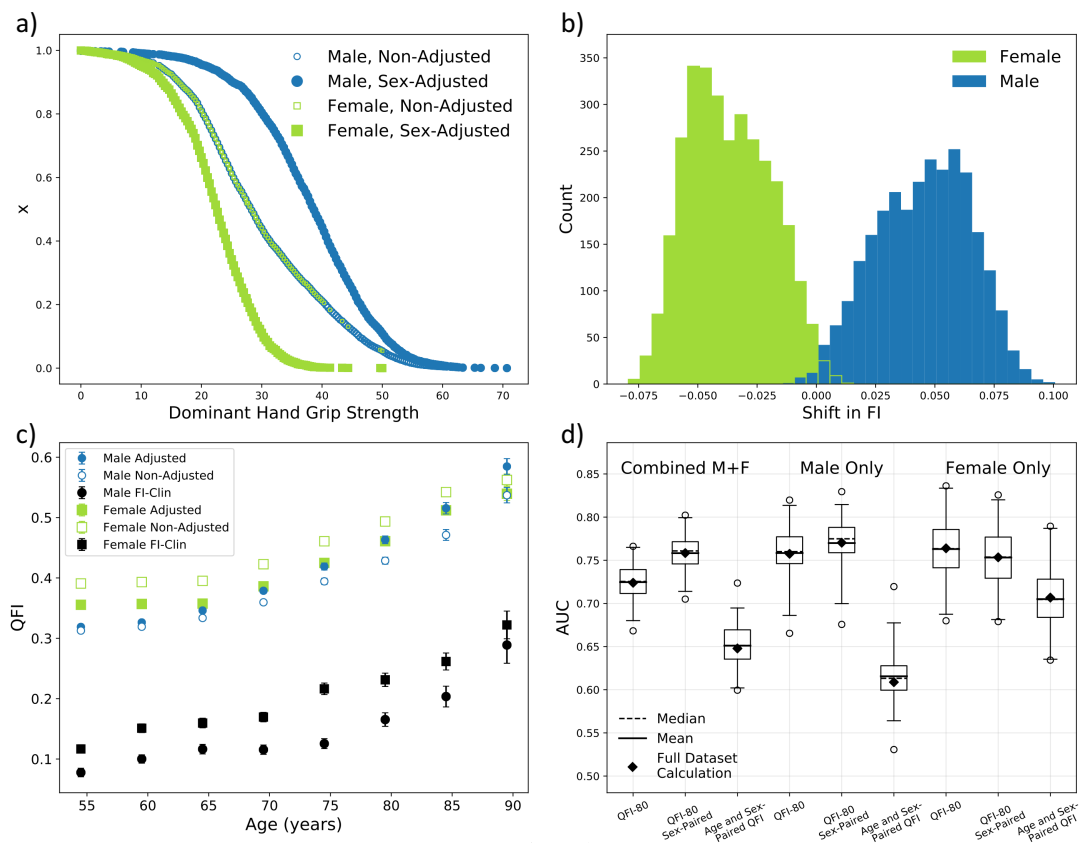 a)
1.0
0.8
0.6
0.4
0.2
0.0
x
0
10
20
30
40
50
60
70
Dominant Hand Grip Strength
Male, Non-Adjusted
Male, Sex-Adjusted
Female, Non-Adjusted
Female, Sex-Adjusted
b)
350
300
250
200
150
100
50
0
Count
−0.075
−0.050
−0.025
0.000
0.025
0.050
0.075
0.100
Shift in FI
Female
Male
c)
0.6
0.5
0.4
0.3
0.2
0.1
QFI
55
60
65
70
75
80
85
90
Age (years)
Male Adjusted
Male Non-Adjusted
Male FI-Clin
Female Adjusted
Female Non-Adjusted
Female FI-Clin
d)
0.85
0.80
0.75
0.70
0.65
0.60
0.55
0.50
AUC
Combined M+F
Male Only
Female Only
Median
Mean
Full Dataset
Calculation
QFI-80
QFI-80
Sex-Paired
Age and Sex-
Paired QFI
QFI-80
QFI-80
Sex-Paired
Age and Sex-
Paired QFI
QFI-80
QFI-80
Sex-Paired
Age and Sex-
Paired QFI